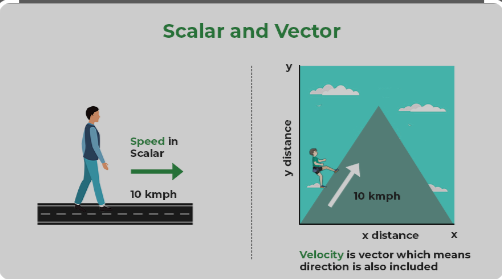 Scalar and Vector
Speed in
Scalar
10 kmph
y
y distance
10 kmph
x distance
x
Velocity is vector which means
direction is also included